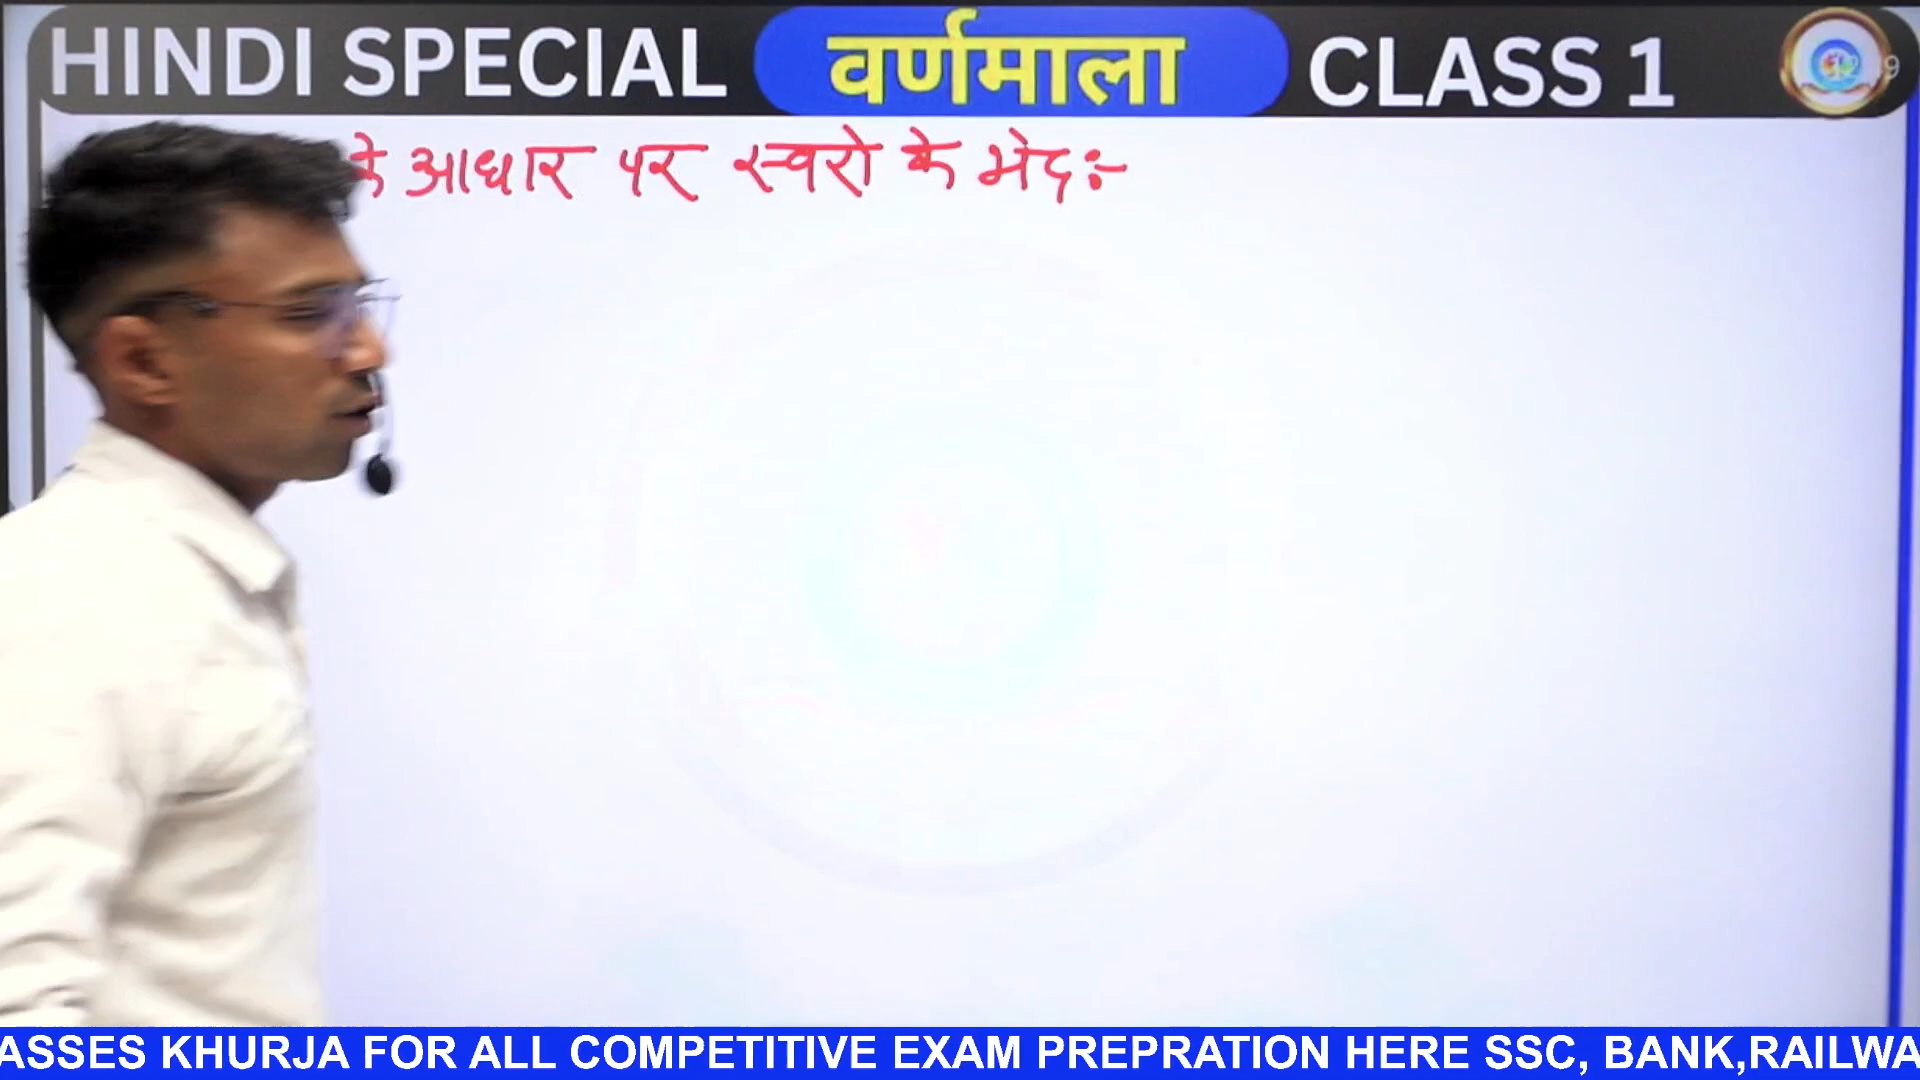 HINDI SPECIAL वर्णमाला CLASS 1
के आधार पर स्वरो के भेद :-
ASSES KHURJA FOR ALL COMPETITIVE EXAM PREPRATION HERE SSC, BANK,RAILWA